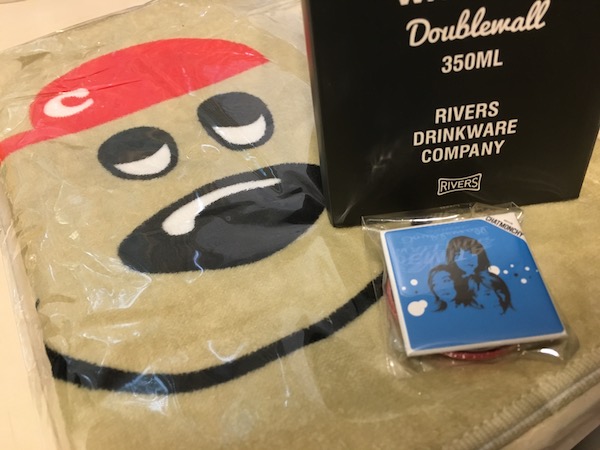 C
Doublewall
350ML
RIVERS
DRINKWARE
COMPANY
RIVERS
CHATMONCHY